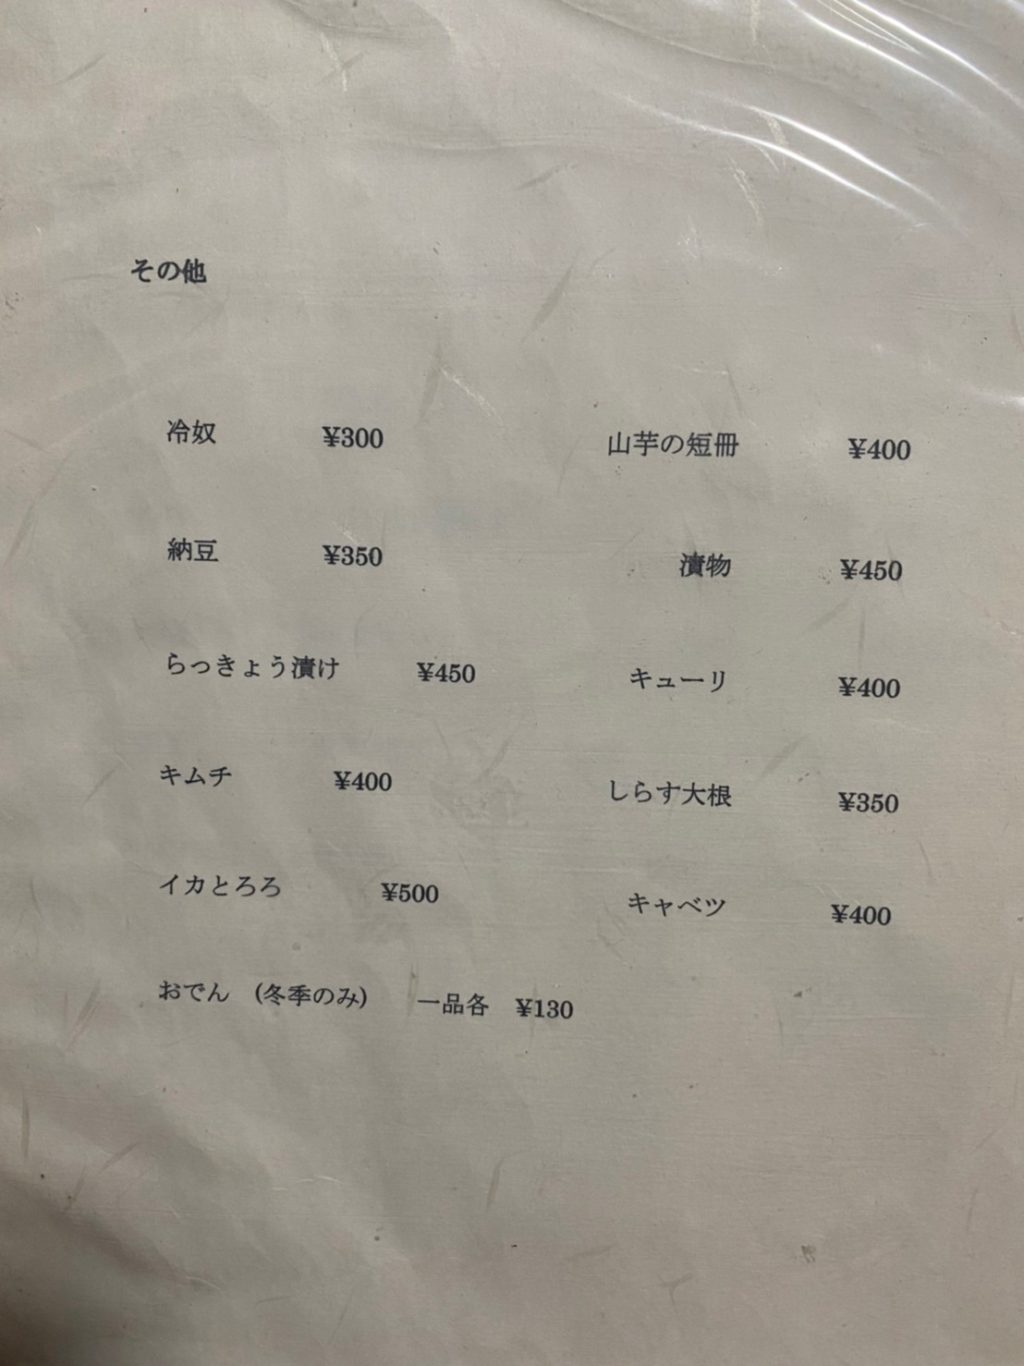 その他
冷奴 ¥300 山芋の短冊 ¥400
納豆 ¥350 漬物 ¥450
らっきょう漬け ¥450 キューリ ¥400
キムチ ¥400 しらす大根 ¥350
イカとろろ ¥500 キャベツ ¥400
おでん (冬季のみ) 一品各 ¥130